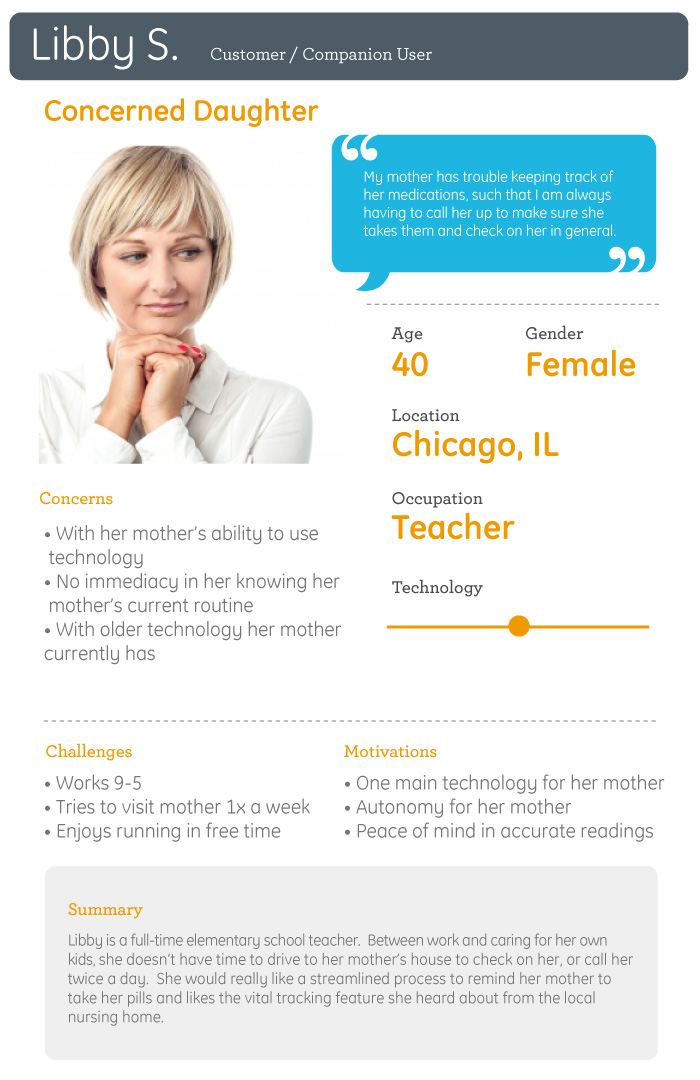 Libby S.
Customer / Companion User
Concerned Daughter
“
My mother has trouble keeping track of
her medications, such that I am always
having to call her up to make sure she
takes them and check on her in general.
”
Age
40
Gender
Female
Location
Chicago, IL
Occupation
Teacher
Technology
Concerns
• With her mother’s ability to use
technology
• No immediacy in her knowing her
mother’s current routine
• With older technology her mother
currently has
Challenges
• Works 9-5
• Tries to visit mother 1x a week
• Enjoys running in free time
Motivations
• One main technology for her mother
• Autonomy for her mother
• Peace of mind in accurate readings
Summary
Libby is a full-time elementary school teacher.  Between work and caring for her own
kids, she doesn’t have time to drive to her mother’s house to check on her, or call her
twice a day.  She would really like a streamlined process to remind her mother to
take her pills and likes the vital tracking feature she heard about from the local
nursing home.